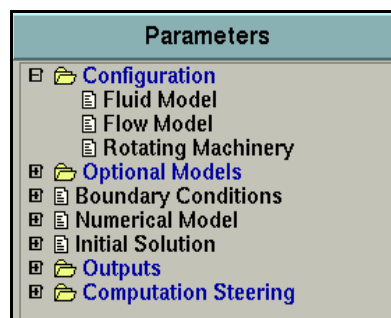 Parameters
Configuration
Fluid Model
Flow Model
Rotating Machinery
Optional Models
Boundary Conditions
Numerical Model
Initial Solution
Outputs
Computation Steering